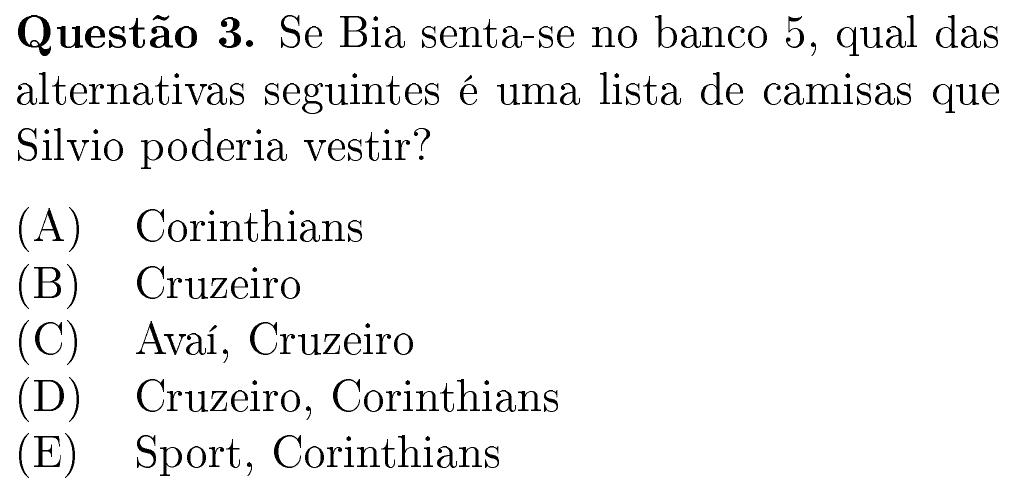 Questão 3. Se Bia senta-se no banco 5, qual das
alternativas seguintes é uma lista de camisas que
Silvio poderia vestir?
(A) Corinthians
(B) Cruzeiro
(C) Avaí, Cruzeiro
(D) Cruzeiro, Corinthians
(E) Sport, Corinthians